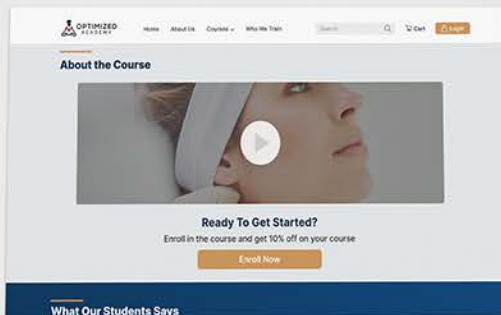 OPTIMIZED
ACADEMY
Home About Us Courses Who We Train Search Cart Login
About the Course
Ready To Get Started?
Enroll in the course and get 10% off on your course
Enroll Now
What Our Students Says